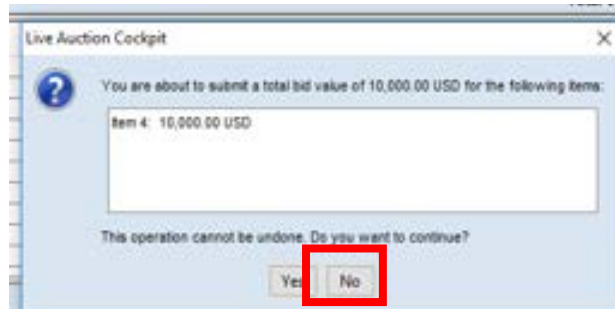 Live Auction Cockpit
You are about to submit a total bid value of 10,000.00 USD for the following items:
Item 4: 10,000.00 USD
This operation cannot be undone. Do you want to continue?
Yes No